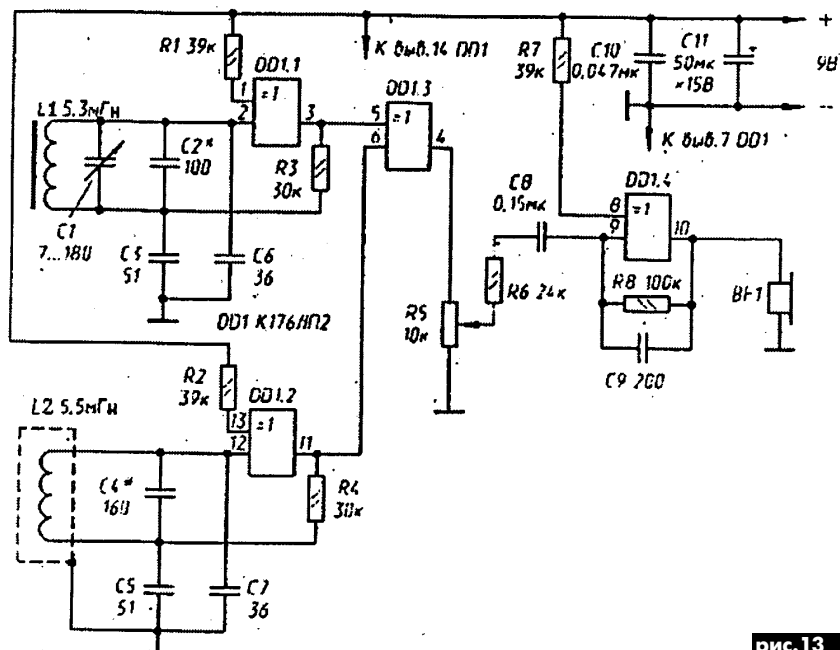 R1 39к
К выв.14 DD1
R7
39к
C10
0,047мк
C11
50мк
×15В
+
9В
--
L1 5.3мГн
DD1.1
1
2
=1
3
DD1.3
5
6
=1
4
К выв.7 DD1
C2*
100
R3
30к
C1
7...180
C3
51
C6
36
C8
0,15мк
DD1.4
8
9
=1
10
R8 100к
BF1
DD1 К176ЛП2
R5
10к
R6 24к
C9 200
R2
39к
L2 5.5мГн
DD1.2
13
12
=1
11
C4*
160
R4
30к
C5
51
C7
36
рис.13